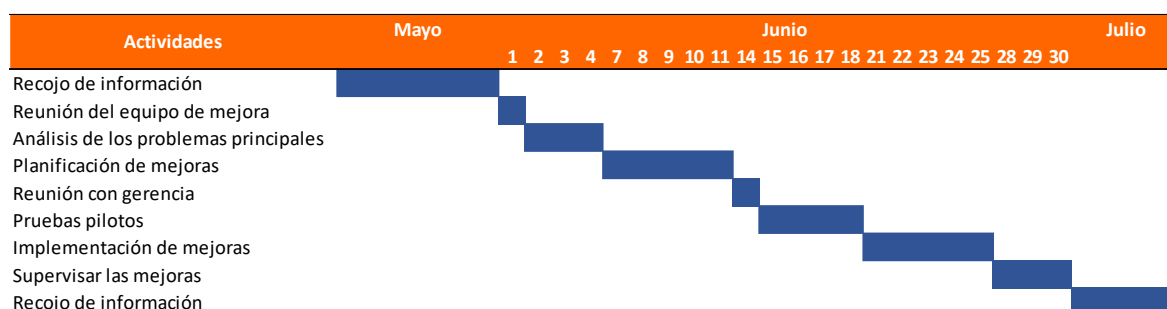 Actividades Mayo Junio Julio
1 2 3 4 7 8 9 10 11 14 15 16 17 18 21 22 23 24 25 28 29 30
Recojo de información
Reunión del equipo de mejora
Análisis de los problemas principales
Planificación de mejoras
Reunión con gerencia
Pruebas pilotos
Implementación de mejoras
Supervisar las mejoras
Recojo de información